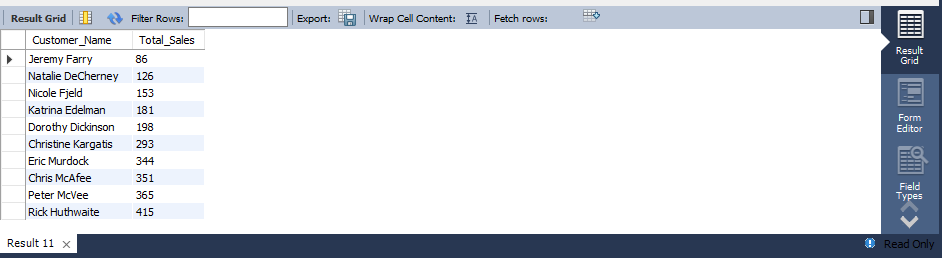 Result Grid Filter Rows: Export: Wrap Cell Content: IA Fetch rows:
Customer_Name Total_Sales
Jeremy Farry 86
Natalie DeCherney 126
Nicole Fjeld 153
Katrina Edelman 181
Dorothy Dickinson 198
Christine Kargatis 293
Eric Murdock 344
Chris McAfee 351
Peter McVee 365
Rick Huthwaite 415
Result
Grid
Form
Editor
Field
Types
Result 11 ×
Read Only